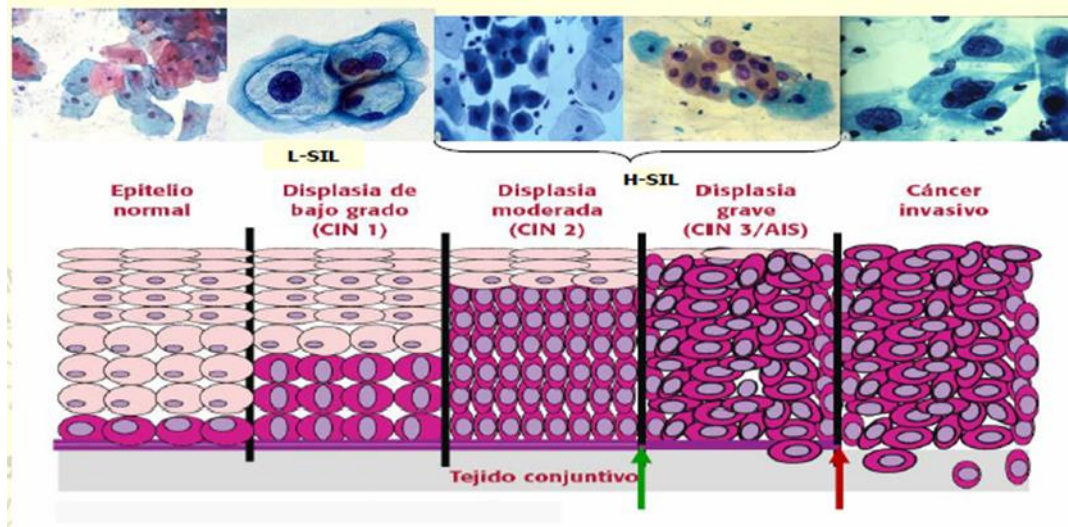 L-SIL
H-SIL
Epitelio
normal
Displasia de
bajo grado
(CIN 1)
Displasia
moderada
(CIN 2)
Displasia
grave
(CIN 3/AIS)
Cáncer
invasivo
Tejido conjuntivo